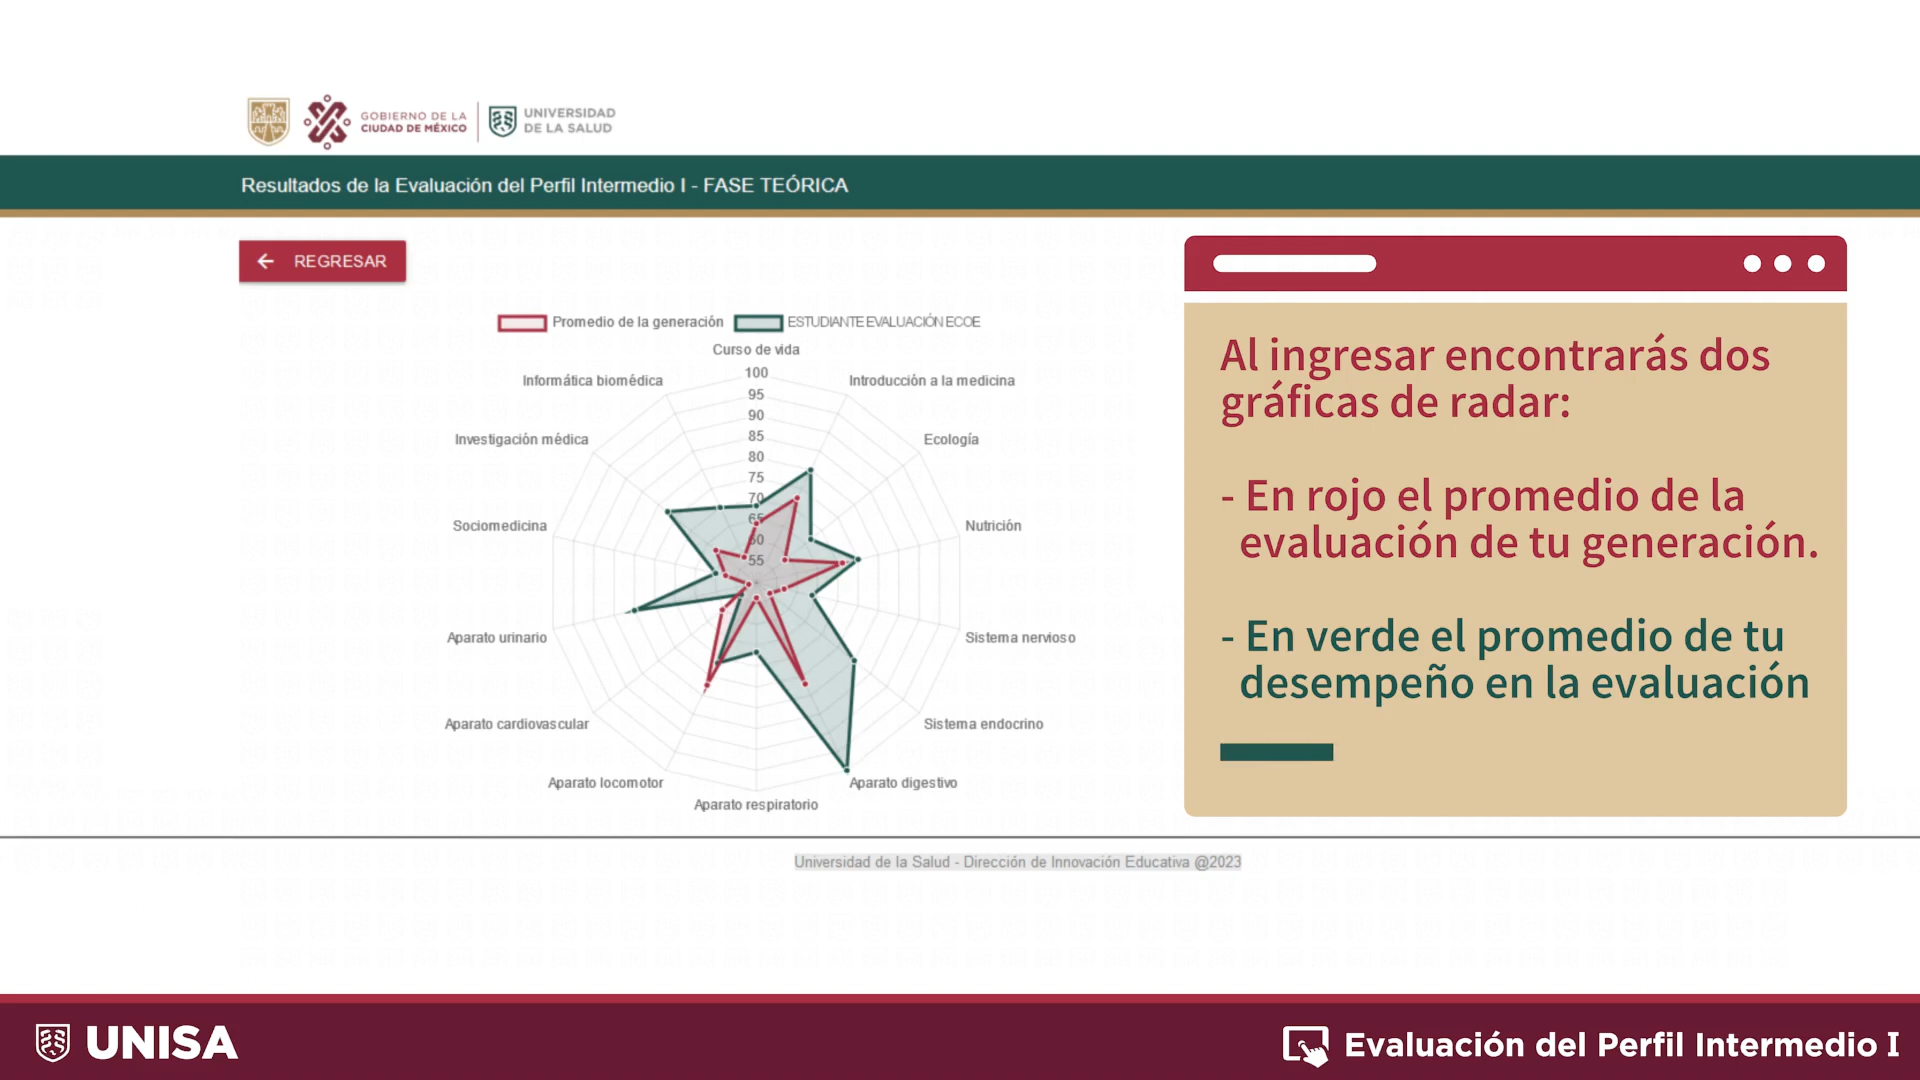 GOBIERNO DE LA
CIUDAD DE MÉXICO
UNIVERSIDAD
DE LA SALUD
Resultados de la Evaluación del Perfil Intermedio I - FASE TEÓRICA
REGRESAR
Promedio de la generación
ESTUDIANTE EVALUACIÓN ECOE
Curso de vida
Informática biomédica
Introducción a la medicina
Investigación médica
Ecología
Sociomedicina
Nutrición
Aparato urinario
Sistema nervioso
Aparato cardiovascular
Sistema endocrino
Aparato locomotor
Aparato digestivo
Aparato respiratorio
100
95
90
85
80
75
70
65
60
55
Al ingresar encontrarás dos
gráficas de radar:
- En rojo el promedio de la
evaluación de tu generación.
- En verde el promedio de tu
desempeño en la evaluación
Universidad de la Salud - Dirección de Innovación Educativa @2023
UNISA
Evaluación del Perfil Intermedio I